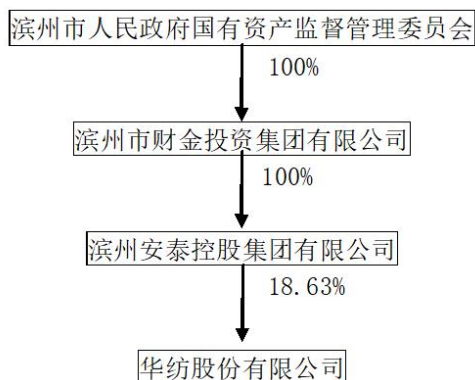 滨州市人民政府国有资产监督管理委员会
100%
滨州市财金投资集团有限公司
100%
滨州安泰控股集团有限公司
18.63%
华纺股份有限公司